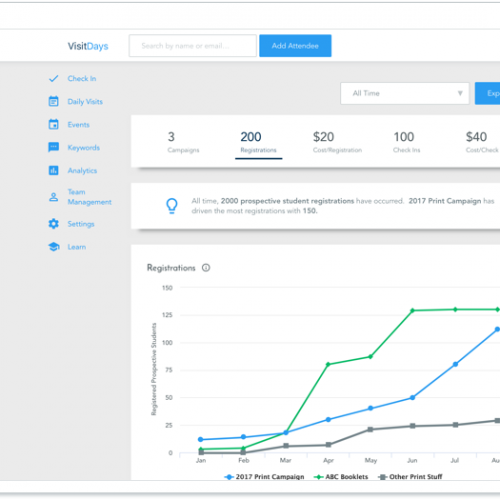 VisitDays
Search by name or email...
Add Attendee
Check In
Daily Visits
Events
Keywords
Analytics
Team
Management
Settings
Learn
All Time
Exp
3
Campaigns
200
Registrations
$20
Cost/Registration
100
Check Ins
$40
Cost/Check
All time, 2000 prospective student registrations have occurred. 2017 Print Campaign has
driven the most registrations with 150.
Registrations
150
125
100
75
50
25
0
Registered Prospective Students
Jan Feb Mar Apr May Jun Jul Au
2017 Print Campaign ABC Booklets Other Print Stuff